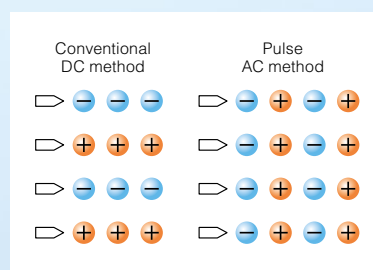 Conventional
DC method
Pulse
AC method
− − −
− + − +
+ + +
− + − +
− − −
− + − +
+ + +
− + − +